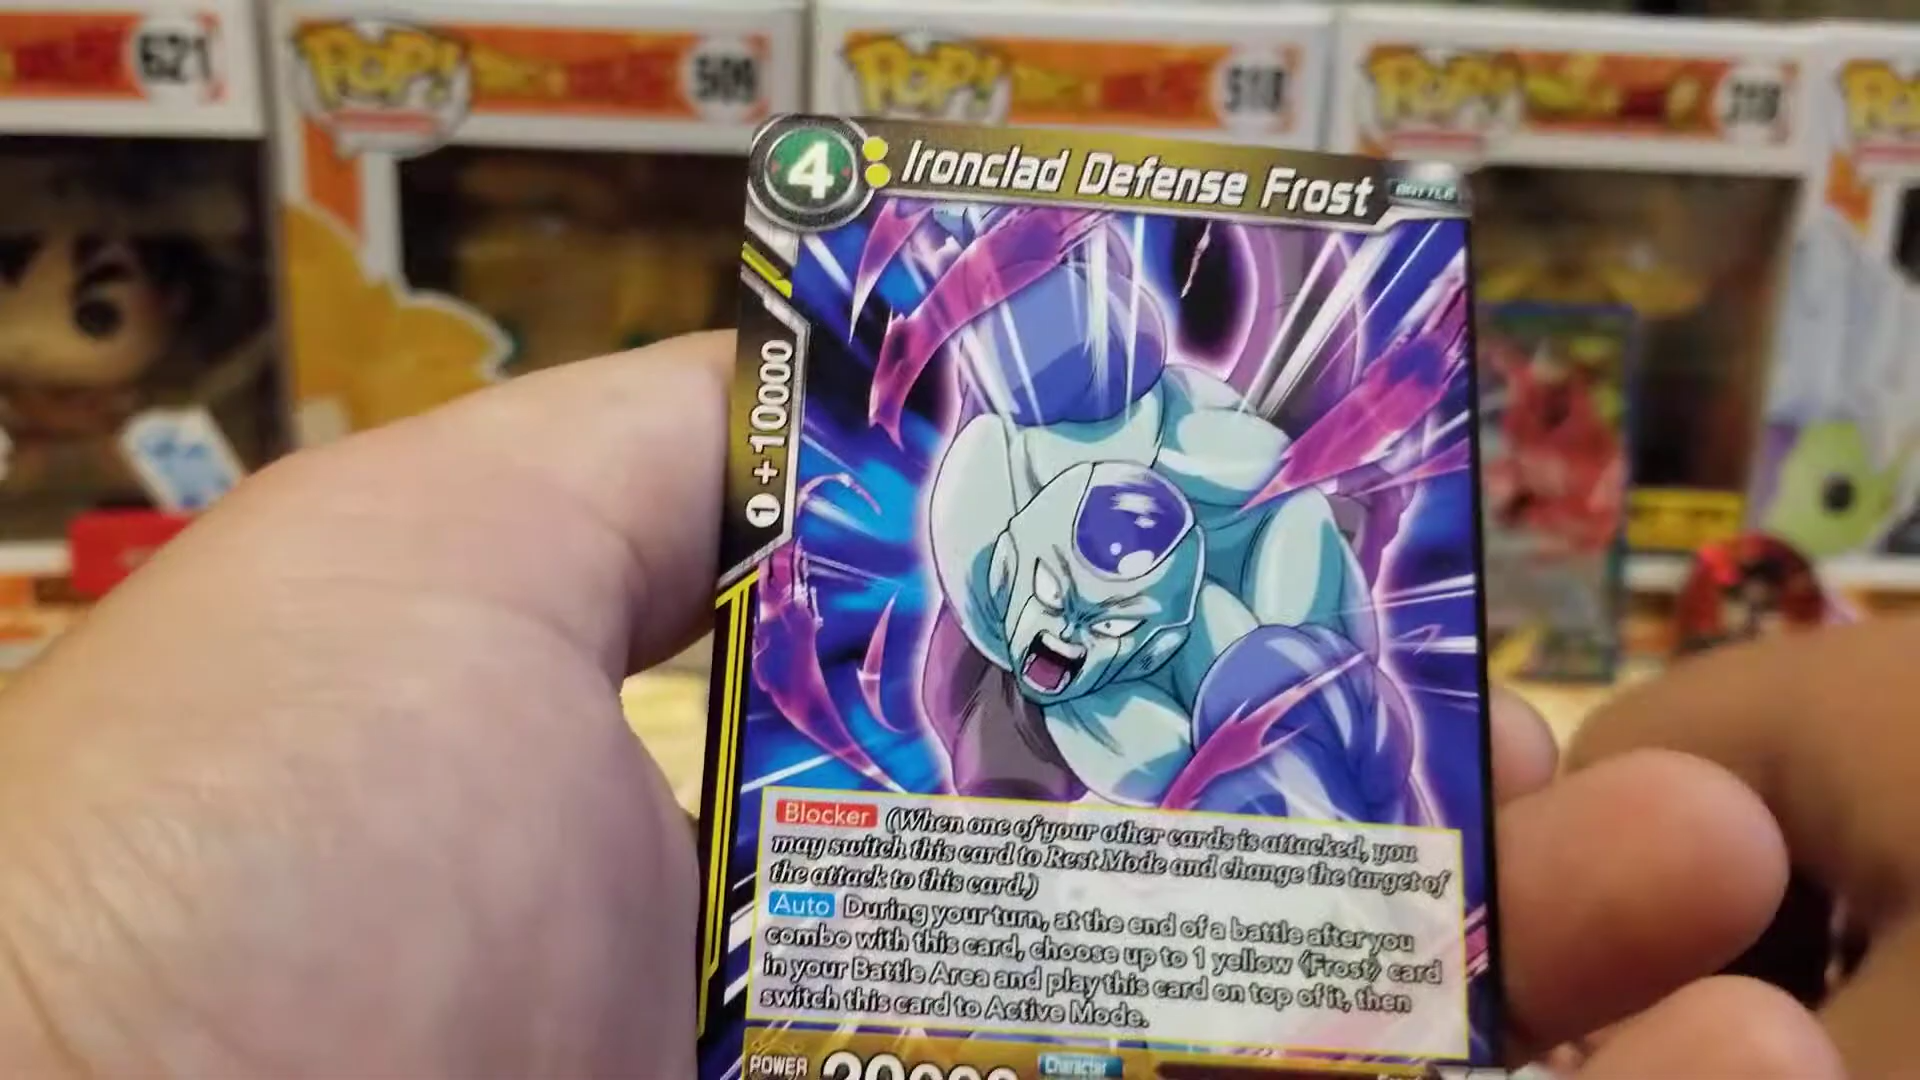 621
POP!
509
POP!
518
POP!
4
Ironclad Defense Frost
BATTLE
1 +10000
Blocker (When one of your other cards is attacked, you
may switch this card to Rest Mode and change the target of
the attack to this card.)
Auto During your turn, at the end of a battle after you
combo with this card, choose up to 1 yellow ⟨Frost⟩ card
in your Battle Area and play this card on top of it, then
switch this card to Active Mode.
POWER
Character